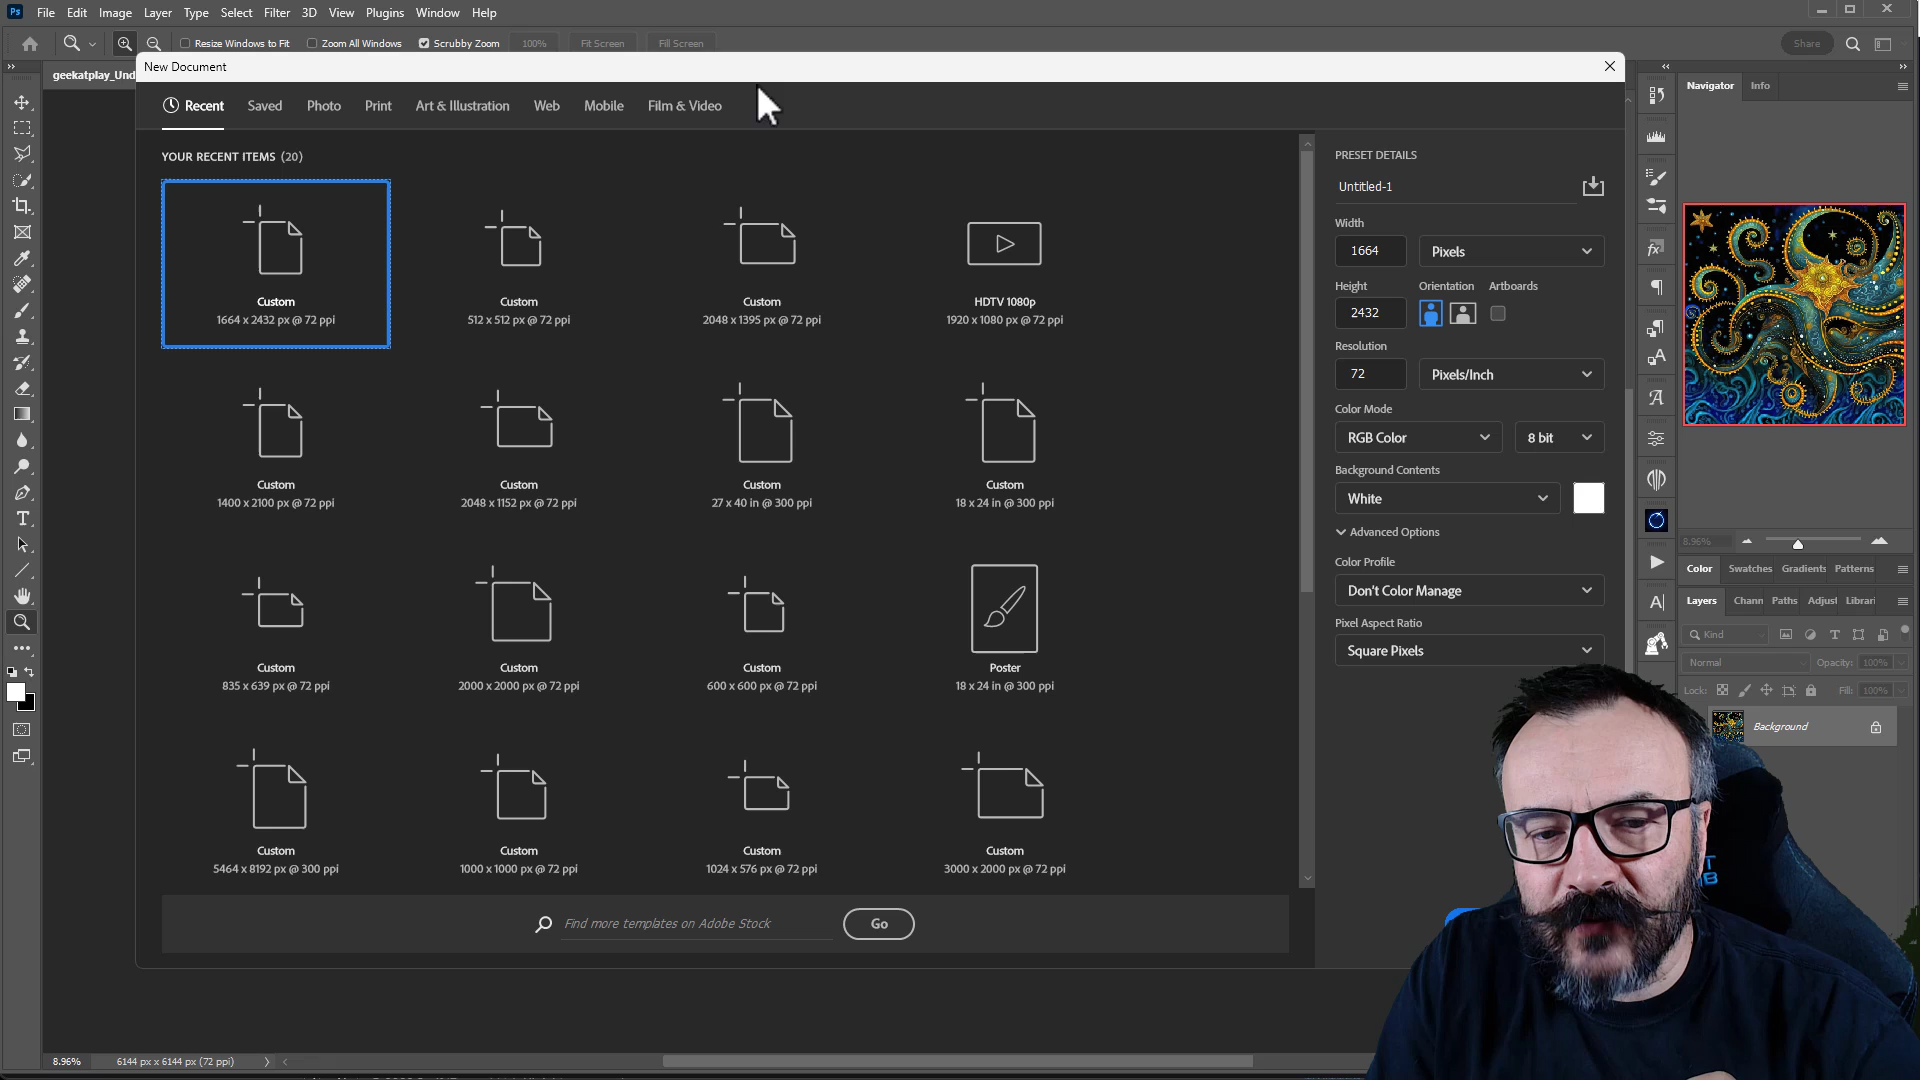 Ps File Edit Image Layer Type Select Filter 3D View Plugins Window Help
Resize Windows to Fit Zoom All Windows Scrubby Zoom 100% Fit Screen Fill Screen Share
geekatplay_Und
New Document
Recent Saved Photo Print Art & Illustration Web Mobile Film & Video
YOUR RECENT ITEMS (20)
Custom
1664 x 2432 px @ 72 ppi
Custom
512 x 512 px @ 72 ppi
Custom
2048 x 1395 px @ 72 ppi
HDTV 1080p
1920 x 1080 px @ 72 ppi
Custom
1400 x 2100 px @ 72 ppi
Custom
2048 x 1152 px @ 72 ppi
Custom
27 x 40 in @ 300 ppi
Custom
18 x 24 in @ 300 ppi
Custom
835 x 639 px @ 72 ppi
Custom
2000 x 2000 px @ 72 ppi
Custom
600 x 600 px @ 72 ppi
Poster
18 x 24 in @ 300 ppi
Custom
5464 x 8192 px @ 300 ppi
Custom
1000 x 1000 px @ 72 ppi
Custom
1024 x 576 px @ 72 ppi
Custom
3000 x 2000 px @ 72 ppi
Find more templates on Adobe Stock Go
PRESET DETAILS
Untitled-1
Width
1664 Pixels
Height Orientation Artboards
2432
Resolution
72 Pixels/Inch
Color Mode
RGB Color 8 bit
Background Contents
White
Advanced Options
Color Profile
Don't Color Manage
Pixel Aspect Ratio
Square Pixels
Navigator Info
8.96%
Color Swatches Gradients Patterns
Layers Chann Paths Adjust Librari
Kind
Normal Opacity: 100%
Lock: Fill: 100%
Background
8.96% 6144 px x 6144 px (72 ppi)